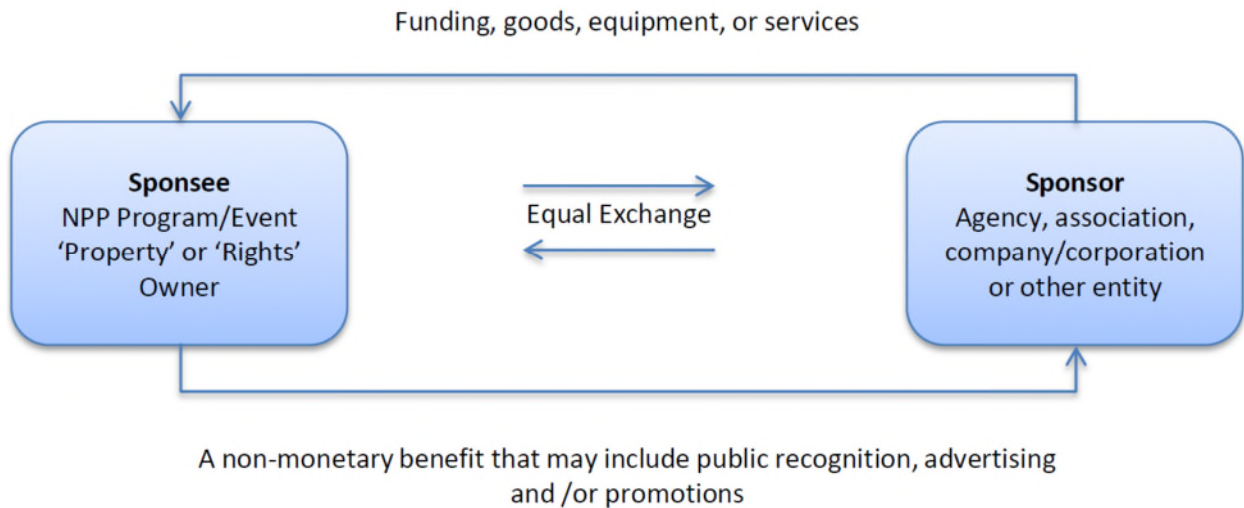 Funding, goods, equipment, or services
Sponsee
NPP Program/Event
‘Property’ or ‘Rights’
Owner
Equal Exchange
Sponsor
Agency, association,
company/corporation
or other entity
A non-monetary benefit that may include public recognition, advertising
and /or promotions